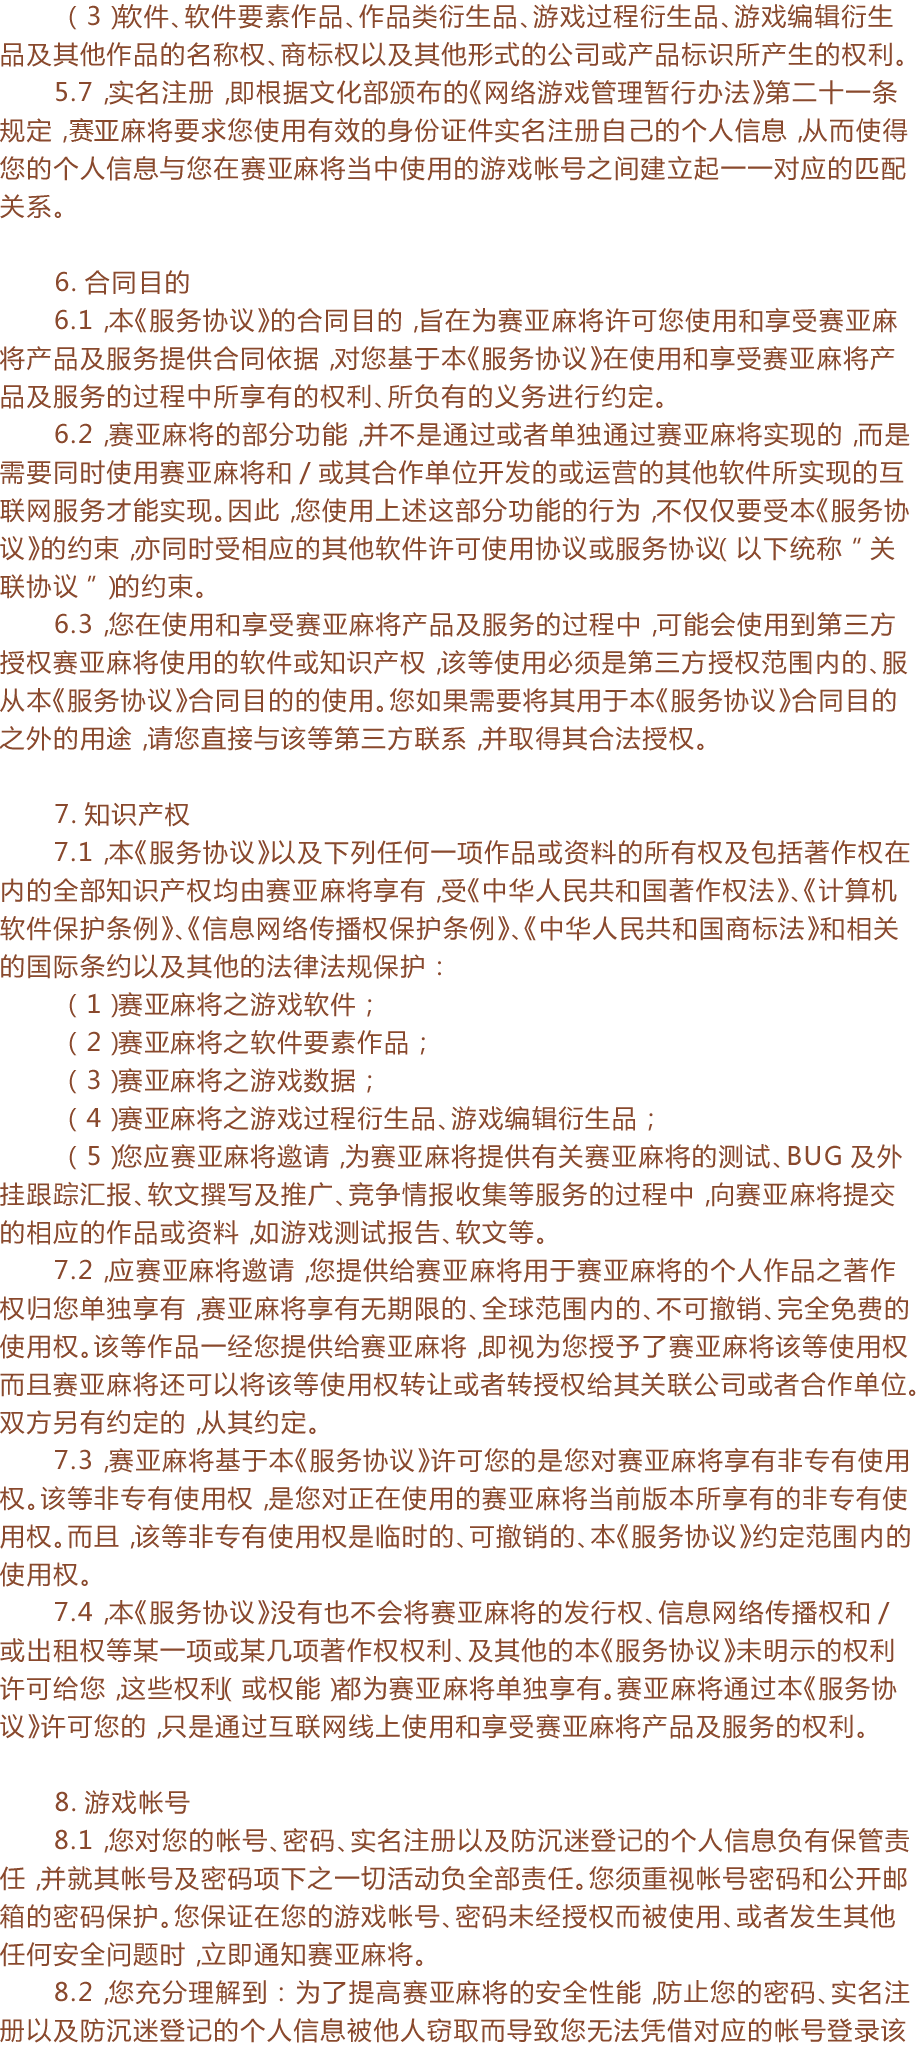 （3）软件、软件要素作品、作品类衍生品、游戏过程衍生品、游戏编辑衍生
品及其他作品的名称权、商标权以及其他形式的公司或产品标识所产生的权利。
5.7，实名注册，即根据文化部颁布的《网络游戏管理暂行办法》第二十一条
规定，赛亚麻将要求您使用有效的身份证件实名注册自己的个人信息，从而使得
您的个人信息与您在赛亚麻将当中使用的游戏帐号之间建立起一一对应的匹配
关系。
6. 合同目的
6.1，本《服务协议》的合同目的，旨在为赛亚麻将许可您使用和享受赛亚麻
将产品及服务提供合同依据，对您基于本《服务协议》在使用和享受赛亚麻将产
品及服务的过程中所享有的权利、所负有的义务进行约定。
6.2，赛亚麻将的部分功能，并不是通过或者单独通过赛亚麻将实现的，而是
需要同时使用赛亚麻将和/或其合作单位开发的或运营的其他软件所实现的互
联网服务才能实现。因此，您使用上述这部分功能的行为，不仅仅要受本《服务协
议》的约束，亦同时受相应的其他软件许可使用协议或服务协议（以下统称"关
联协议"）的约束。
6.3，您在使用和享受赛亚麻将产品及服务的过程中，可能会使用到第三方
授权赛亚麻将使用的软件或知识产权，该等使用必须是第三方授权范围内的、服
从本《服务协议》合同目的的使用。您如果需要将其用于本《服务协议》合同目的
之外的用途，请您直接与该等第三方联系，并取得其合法授权。
7. 知识产权
7.1，本《服务协议》以及下列任何一项作品或资料的所有权及包括著作权在
内的全部知识产权均由赛亚麻将享有，受《中华人民共和国著作权法》、《计算机
软件保护条例》、《信息网络传播权保护条例》、《中华人民共和国商标法》和相关
的国际条约以及其他的法律法规保护：
（1）赛亚麻将之游戏软件；
（2）赛亚麻将之软件要素作品；
（3）赛亚麻将之游戏数据；
（4）赛亚麻将之游戏过程衍生品、游戏编辑衍生品；
（5）您应赛亚麻将邀请，为赛亚麻将提供有关赛亚麻将的测试、BUG及外
挂跟踪汇报、软文撰写及推广、竞争情报收集等服务的过程中，向赛亚麻将提交
的相应的作品或资料，如游戏测试报告、软文等。
7.2，应赛亚麻将邀请，您提供给赛亚麻将用于赛亚麻将的个人作品之著作
权归您单独享有，赛亚麻将享有无期限的、全球范围内的、不可撤销、完全免费的
使用权。该等作品一经您提供给赛亚麻将，即视为您授予了赛亚麻将该等使用权
而且赛亚麻将还可以将该等使用权转让或者转授权给其关联公司或者合作单位。
双方另有约定的，从其约定。
7.3，赛亚麻将基于本《服务协议》许可您的是您对赛亚麻将享有非专有使用
权。该等非专有使用权，是您对正在使用的赛亚麻将当前版本所享有的非专有使
用权。而且，该等非专有使用权是临时的、可撤销的、本《服务协议》约定范围内的
使用权。
7.4，本《服务协议》没有也不会将赛亚麻将的发行权、信息网络传播权和/
或出租权等某一项或某几项著作权权利、及其他的本《服务协议》未明示的权利
许可给您，这些权利（或权能）都为赛亚麻将单独享有。赛亚麻将通过本《服务协
议》许可您的，只是通过互联网线上使用和享受赛亚麻将产品及服务的权利。
8. 游戏帐号
8.1，您对您的帐号、密码、实名注册以及防沉迷登记的个人信息负有保管责
任，并就其帐号及密码项下之一切活动负全部责任。您须重视帐号密码和公开邮
箱的密码保护。您保证在您的游戏帐号、密码未经授权而被使用、或者发生其他
任何安全问题时，立即通知赛亚麻将。
8.2，您充分理解到：为了提高赛亚麻将的安全性能，防止您的密码、实名注
册以及防沉迷登记的个人信息被他人窃取而导致您无法凭借对应的帐号登录该